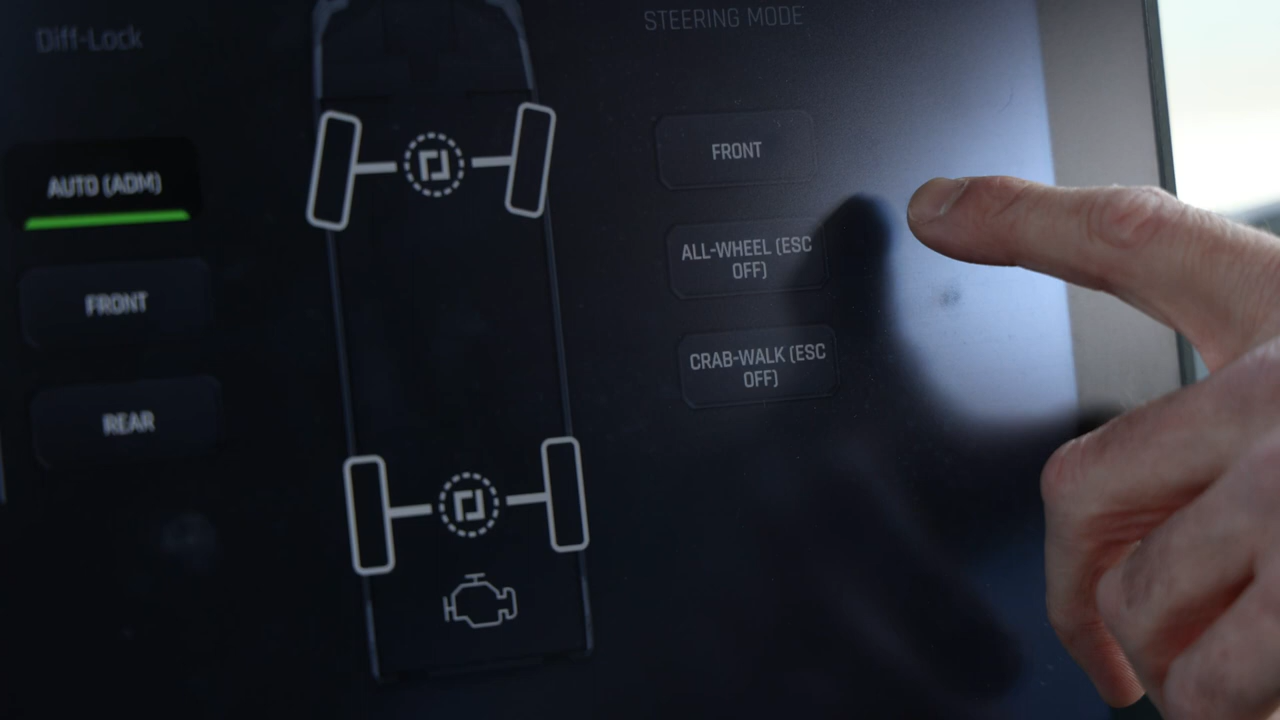 Diff-Lock
AUTO (ADM)
FRONT
REAR
STEERING MODE
FRONT
ALL-WHEEL (ESC
OFF)
CRAB-WALK (ESC
OFF)